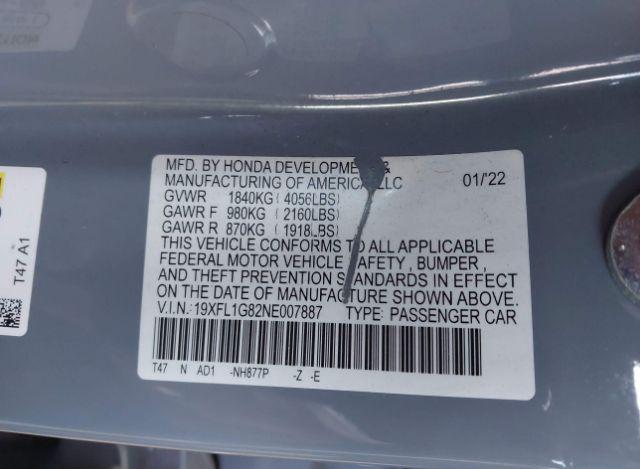 MFD. BY HONDA DEVELOPMENT &
MANUFACTURING OF AMERICA, LLC 01/'22
GVWR 1840KG (4056LBS)
GAWR F 980KG (2160LBS)
GAWR R 870KG (1918LBS)
THIS VEHICLE CONFORMS TO ALL APPLICABLE
FEDERAL MOTOR VEHICLE SAFETY, BUMPER,
AND THEFT PREVENTION STANDARDS IN EFFECT
ON THE DATE OF MANUFACTURE SHOWN ABOVE.
V.I.N.:19XFL1G82NE007887 TYPE: PASSENGER CAR
T47 N AD1 -NH877P -Z -E
T47 A1